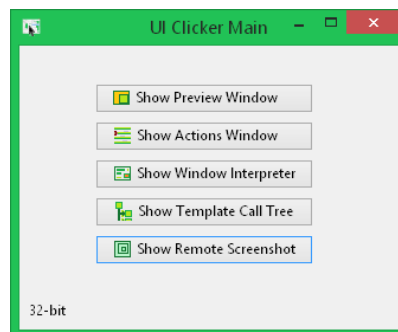 UI Clicker Main
Show Preview Window
Show Actions Window
Show Window Interpreter
Show Template Call Tree
Show Remote Screenshot
32-bit